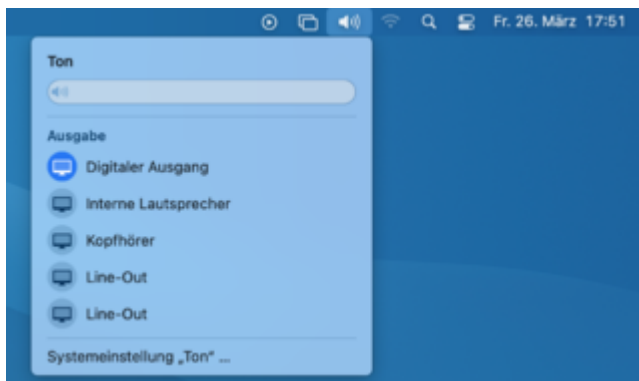 Fr. 26. März 17:51
Ton
Ausgabe
Digitaler Ausgang
Interne Lautsprecher
Kopfhörer
Line-Out
Line-Out
Systemeinstellung „Ton“ ...